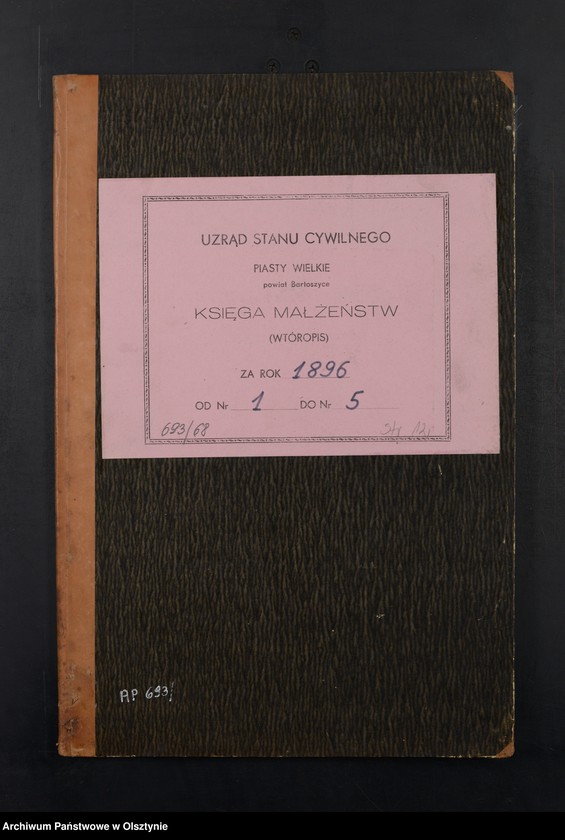 UZRĄD STANU CYWILNEGO
PIASTY WIELKIE
powiat Bartoszyce
KSIĘGA MAŁŻEŃSTW
(WTÓROPIS)
ZA ROK 1896
OD Nr 1 DO Nr 5
693/68
AP 693/
Archiwum Państwowe w Olsztynie